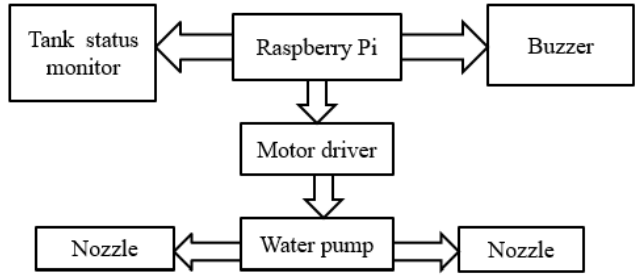 Tank status
monitor
Raspberry Pi
Buzzer
Motor driver
Nozzle
Water pump
Nozzle